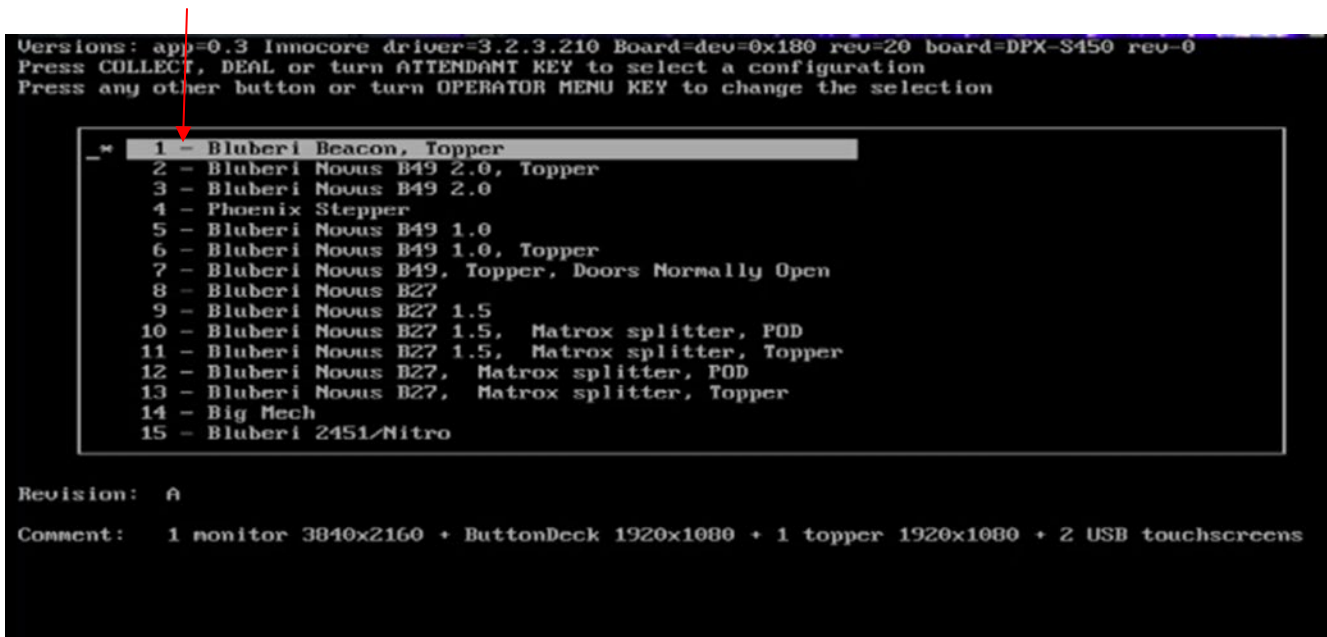 Versions: app=0.3 Innocore driver=3.2.3.210 Board=dev=0x180 rev=20 board=DPX-S450 rev-0
Press COLLECT, DEAL or turn ATTENDANT KEY to select a configuration
Press any other button or turn OPERATOR MENU KEY to change the selection
_* 1 - Bluberi Beacon, Topper
2 - Bluberi Novus B49 2.0, Topper
3 - Bluberi Novus B49 2.0
4 - Phoenix Stepper
5 - Bluberi Novus B49 1.0
6 - Bluberi Novus B49 1.0, Topper
7 - Bluberi Novus B49, Topper, Doors Normally Open
8 - Bluberi Novus B27
9 - Bluberi Novus B27 1.5
10 - Bluberi Novus B27 1.5, Matrox splitter, POD
11 - Bluberi Novus B27 1.5, Matrox splitter, Topper
12 - Bluberi Novus B27, Matrox splitter, POD
13 - Bluberi Novus B27, Matrox splitter, Topper
14 - Big Mech
15 - Bluberi 2451/Nitro
Revision: A
Comment: 1 monitor 3840x2160 + ButtonDeck 1920x1080 + 1 topper 1920x1080 + 2 USB touchscreens